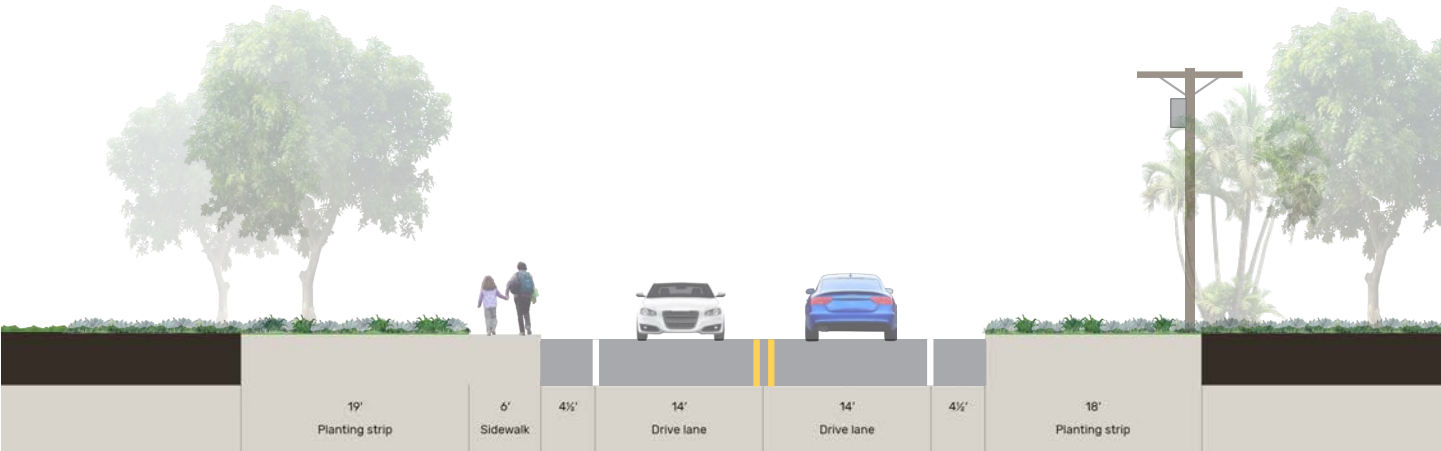 19'
Planting strip
6'
Sidewalk
4½'
14'
Drive lane
14'
Drive lane
4½'
18'
Planting strip